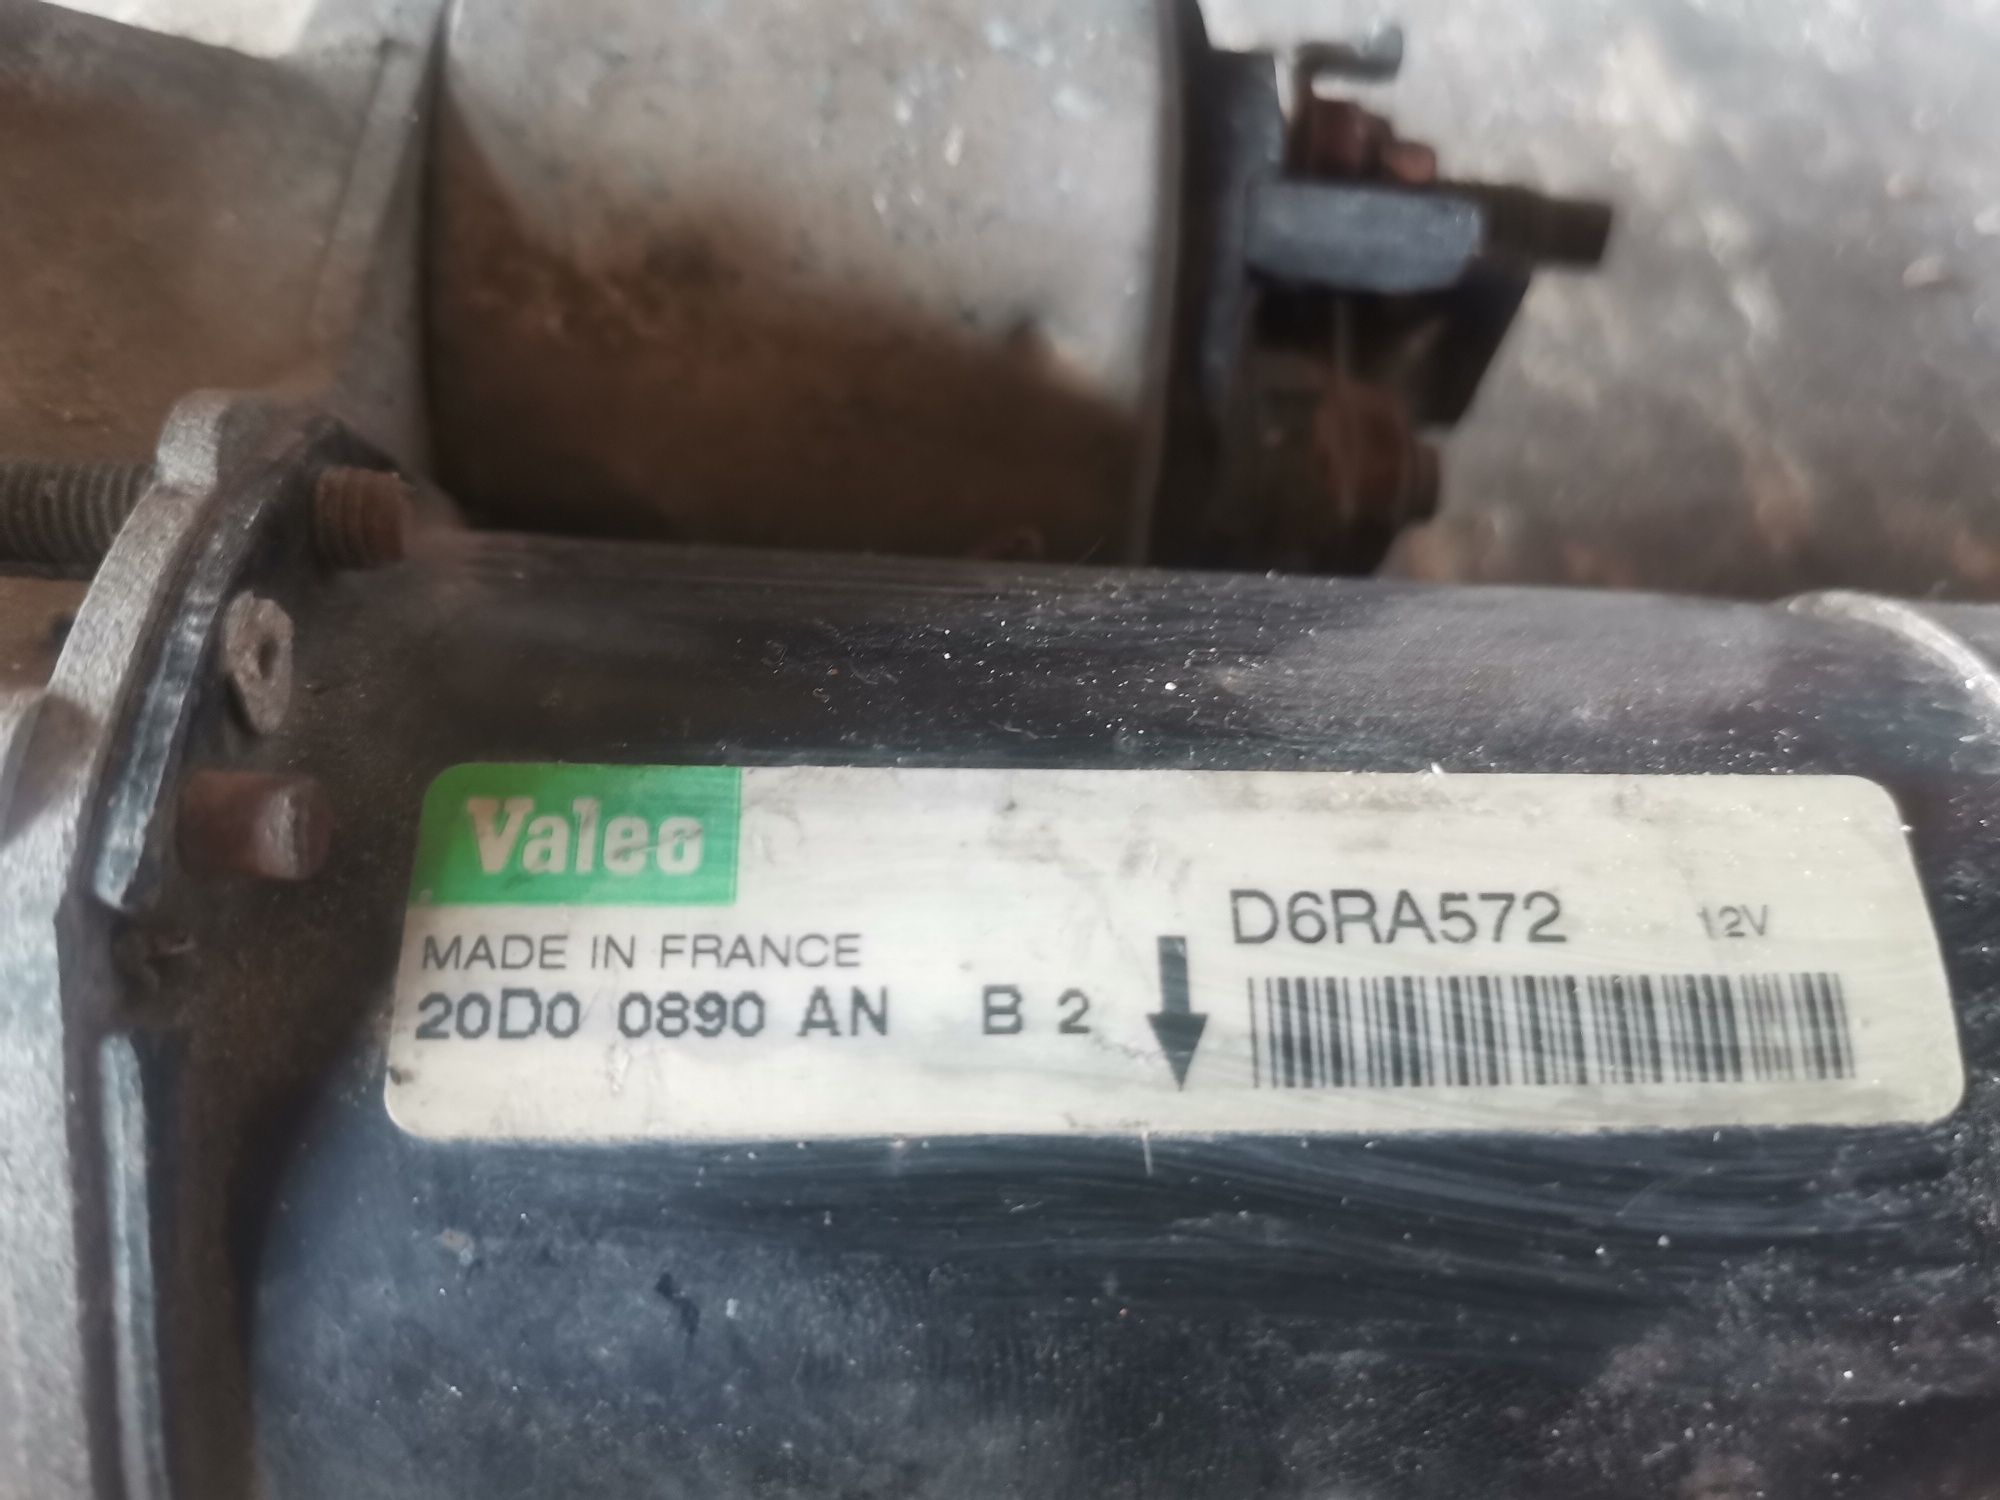 Valeo
MADE IN FRANCE
20D0 0890 AN B 2
D6RA572 12V